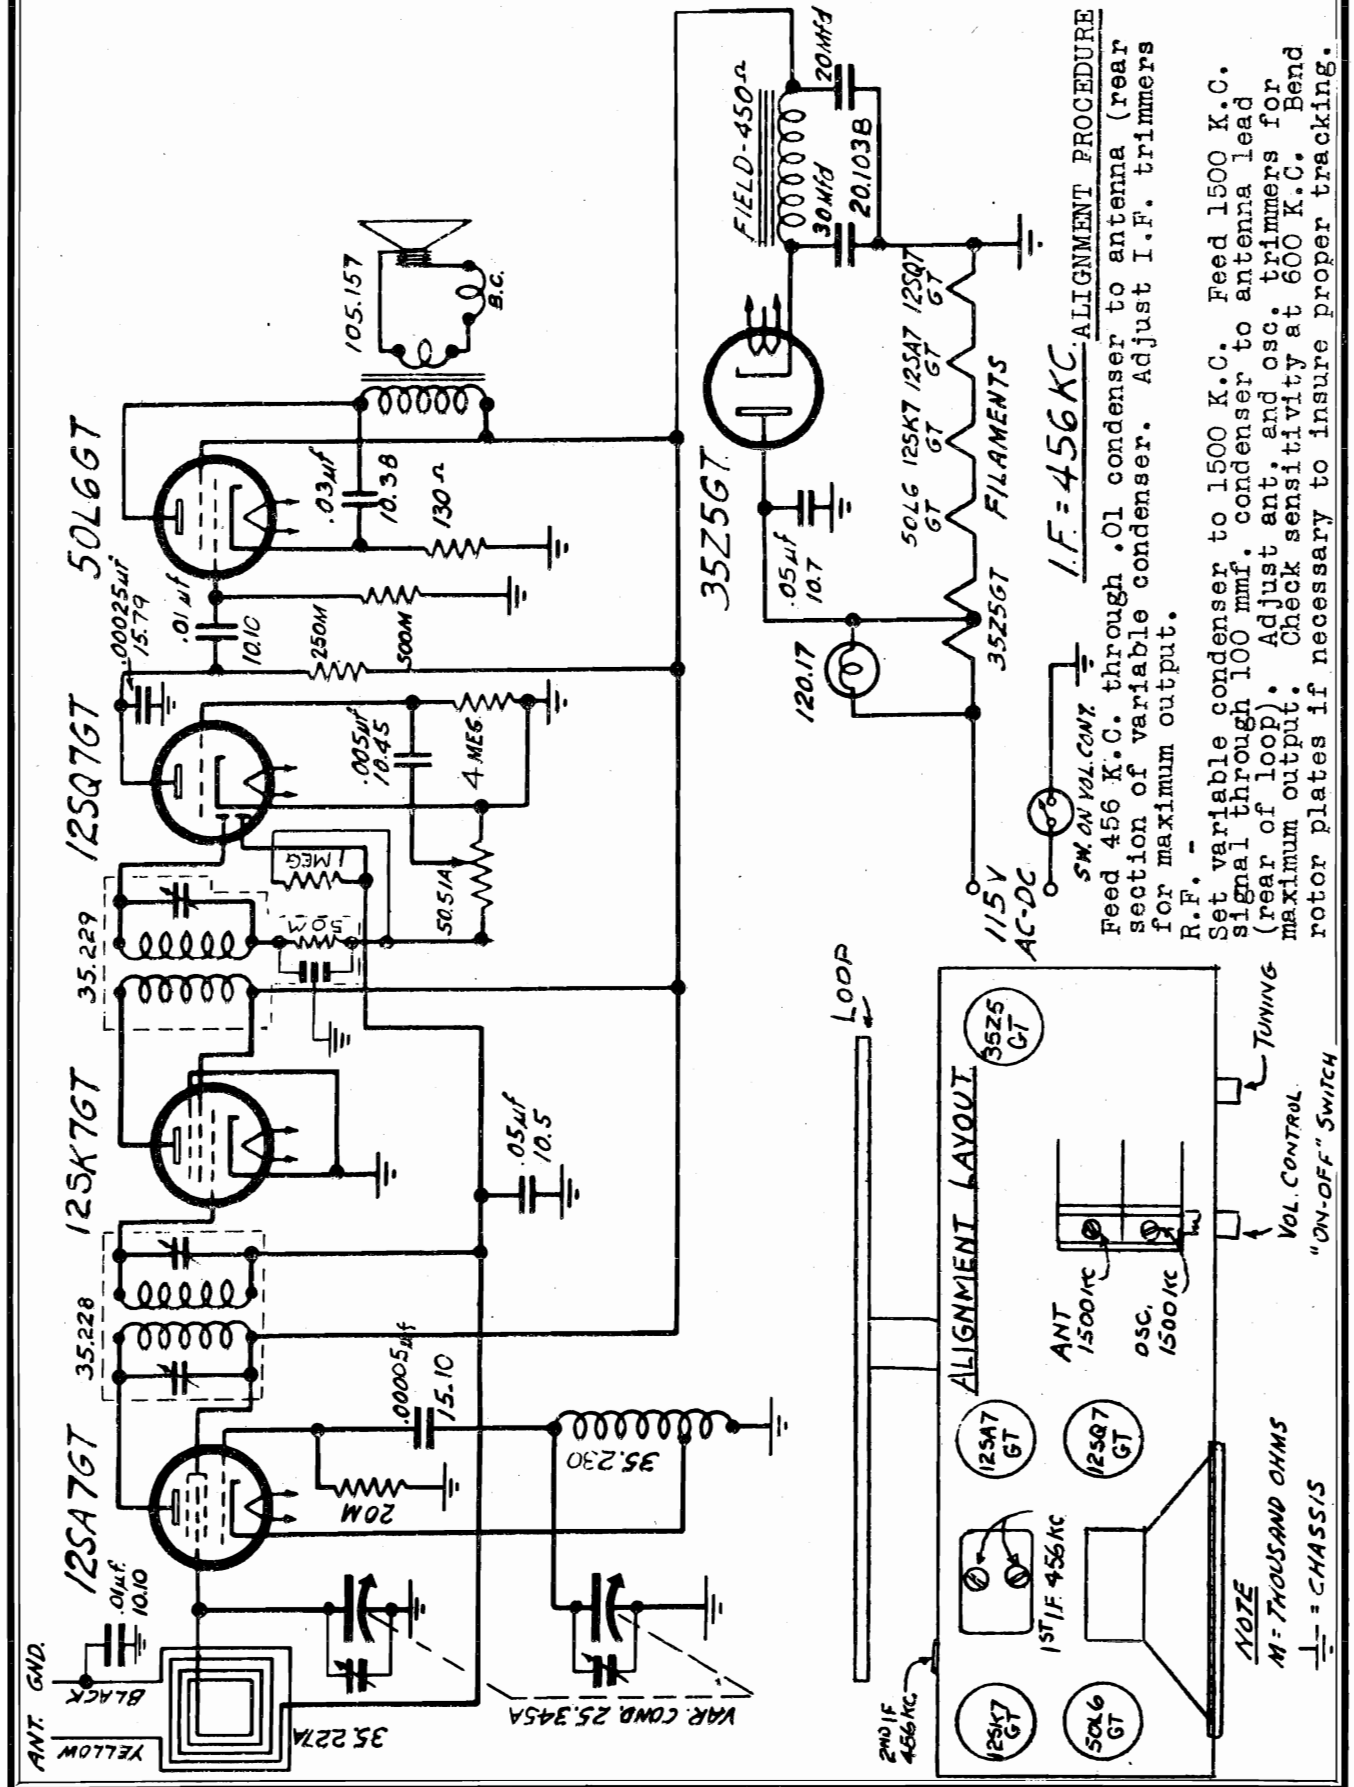 ANT. GND.
YELLOW
BLACK
.01µf.
10.10
35.227A
12SA7GT
VAR. COND. 25.345A
20M
.00005µf
15.10
35.230
35.228
12SK7GT
.05µf
10.5
35.229
50M
1 MEG
50.51A
12SQ7GT
.00025µf
15.79
.005µf
10.45
4 MEG
.01µf
10.10
250M
500M
50L6GT
.03µf
10.3B
130Ω
105.157
B.C.
35Z5GT
FIELD-450Ω
30Mfd
20Mfd
20.103B
.05µf
10.7
120.17
35Z5GT
50L6 GT
12SK7 GT
12SA7 GT
12SQ7 GT
FILAMENTS
115V
AC-DC
SW. ON VOL. CONT.
I.F. = 456KC.
ALIGNMENT PROCEDURE
Feed 456 K.C. through .01 condenser to antenna (rear
section of variable condenser. Adjust I.F. trimmers
for maximum output.
R.F. -
Set variable condenser to 1500 K.C. Feed 1500 K.C.
signal through 100 mmf. condenser to antenna lead
(rear of loop). Adjust ant. and osc. trimmers for
maximum output. Check sensitivity at 600 K.C. Bend
rotor plates if necessary to insure proper tracking.
LOOP
ALIGNMENT LAYOUT
2ND IF
456KC.
12SK7
GT
50L6
GT
1ST IF 456KC
12SA7
GT
12SQ7
GT
ANT
1500KC
OSC.
1500KC
35Z5
GT
TUNING
VOL. CONTROL
"ON-OFF" SWITCH
NOTE
M = THOUSAND OHMS
= CHASSIS